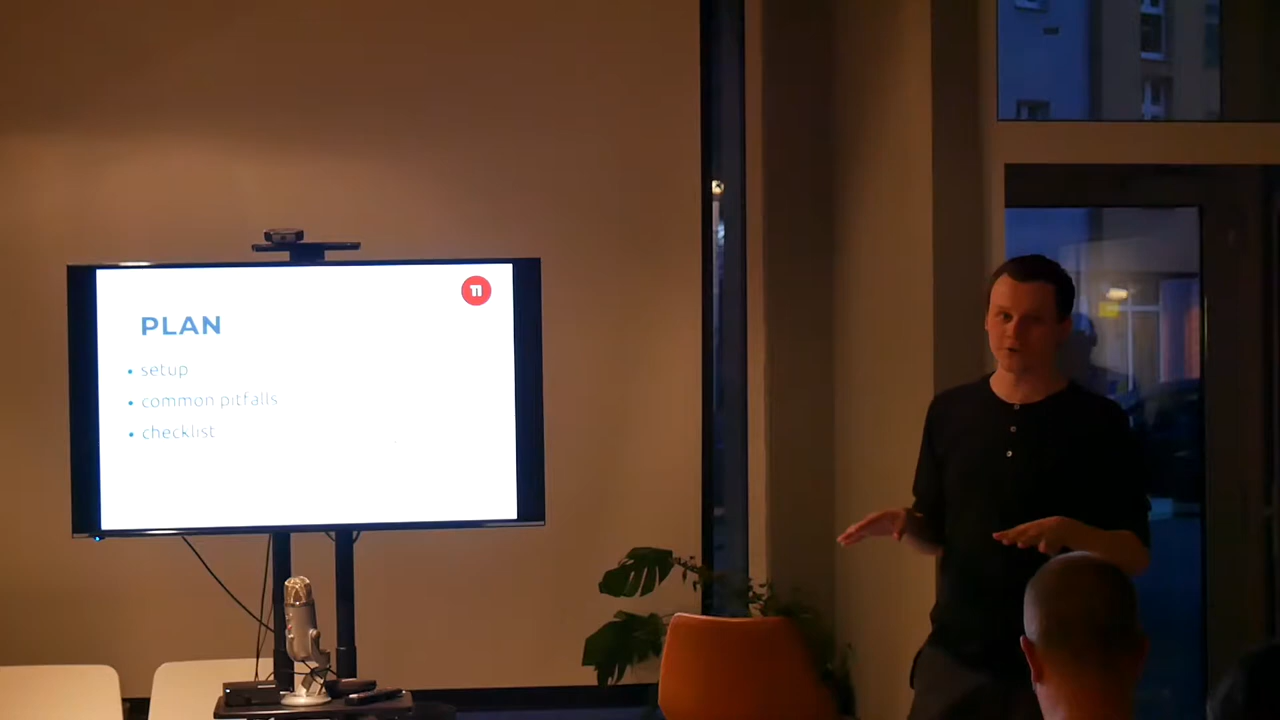 PLAN
• setup
• common pitfalls
• checklist